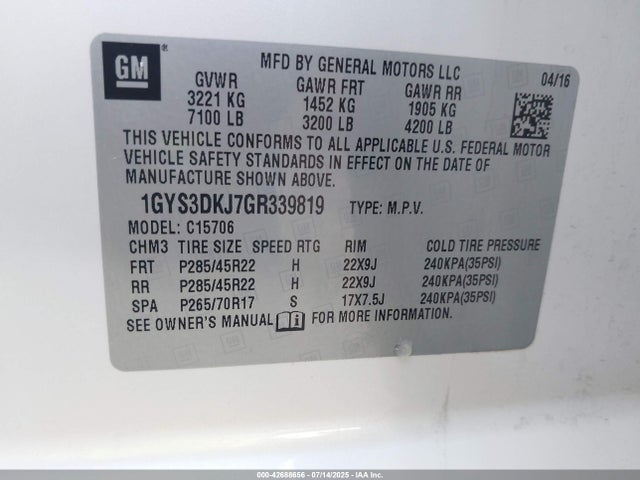 GM
MFD BY GENERAL MOTORS LLC
04/16
GVWR GAWR FRT GAWR RR
3221 KG 1452 KG 1905 KG
7100 LB 3200 LB 4200 LB
THIS VEHICLE CONFORMS TO ALL APPLICABLE U.S. FEDERAL MOTOR
VEHICLE SAFETY STANDARDS IN EFFECT ON THE DATE OF
MANUFACTURE SHOWN ABOVE.
1GYS3DKJ7GR339819 TYPE: M.P.V.
MODEL: C15706
CHM3 TIRE SIZE SPEED RTG RIM COLD TIRE PRESSURE
FRT P285/45R22 H 22X9J 240KPA(35PSI)
RR P285/45R22 H 22X9J 240KPA(35PSI)
SPA P265/70R17 S 17X7.5J 240KPA(35PSI)
SEE OWNER'S MANUAL FOR MORE INFORMATION.
000-42688656 - 07/14/2025 - IAA Inc.